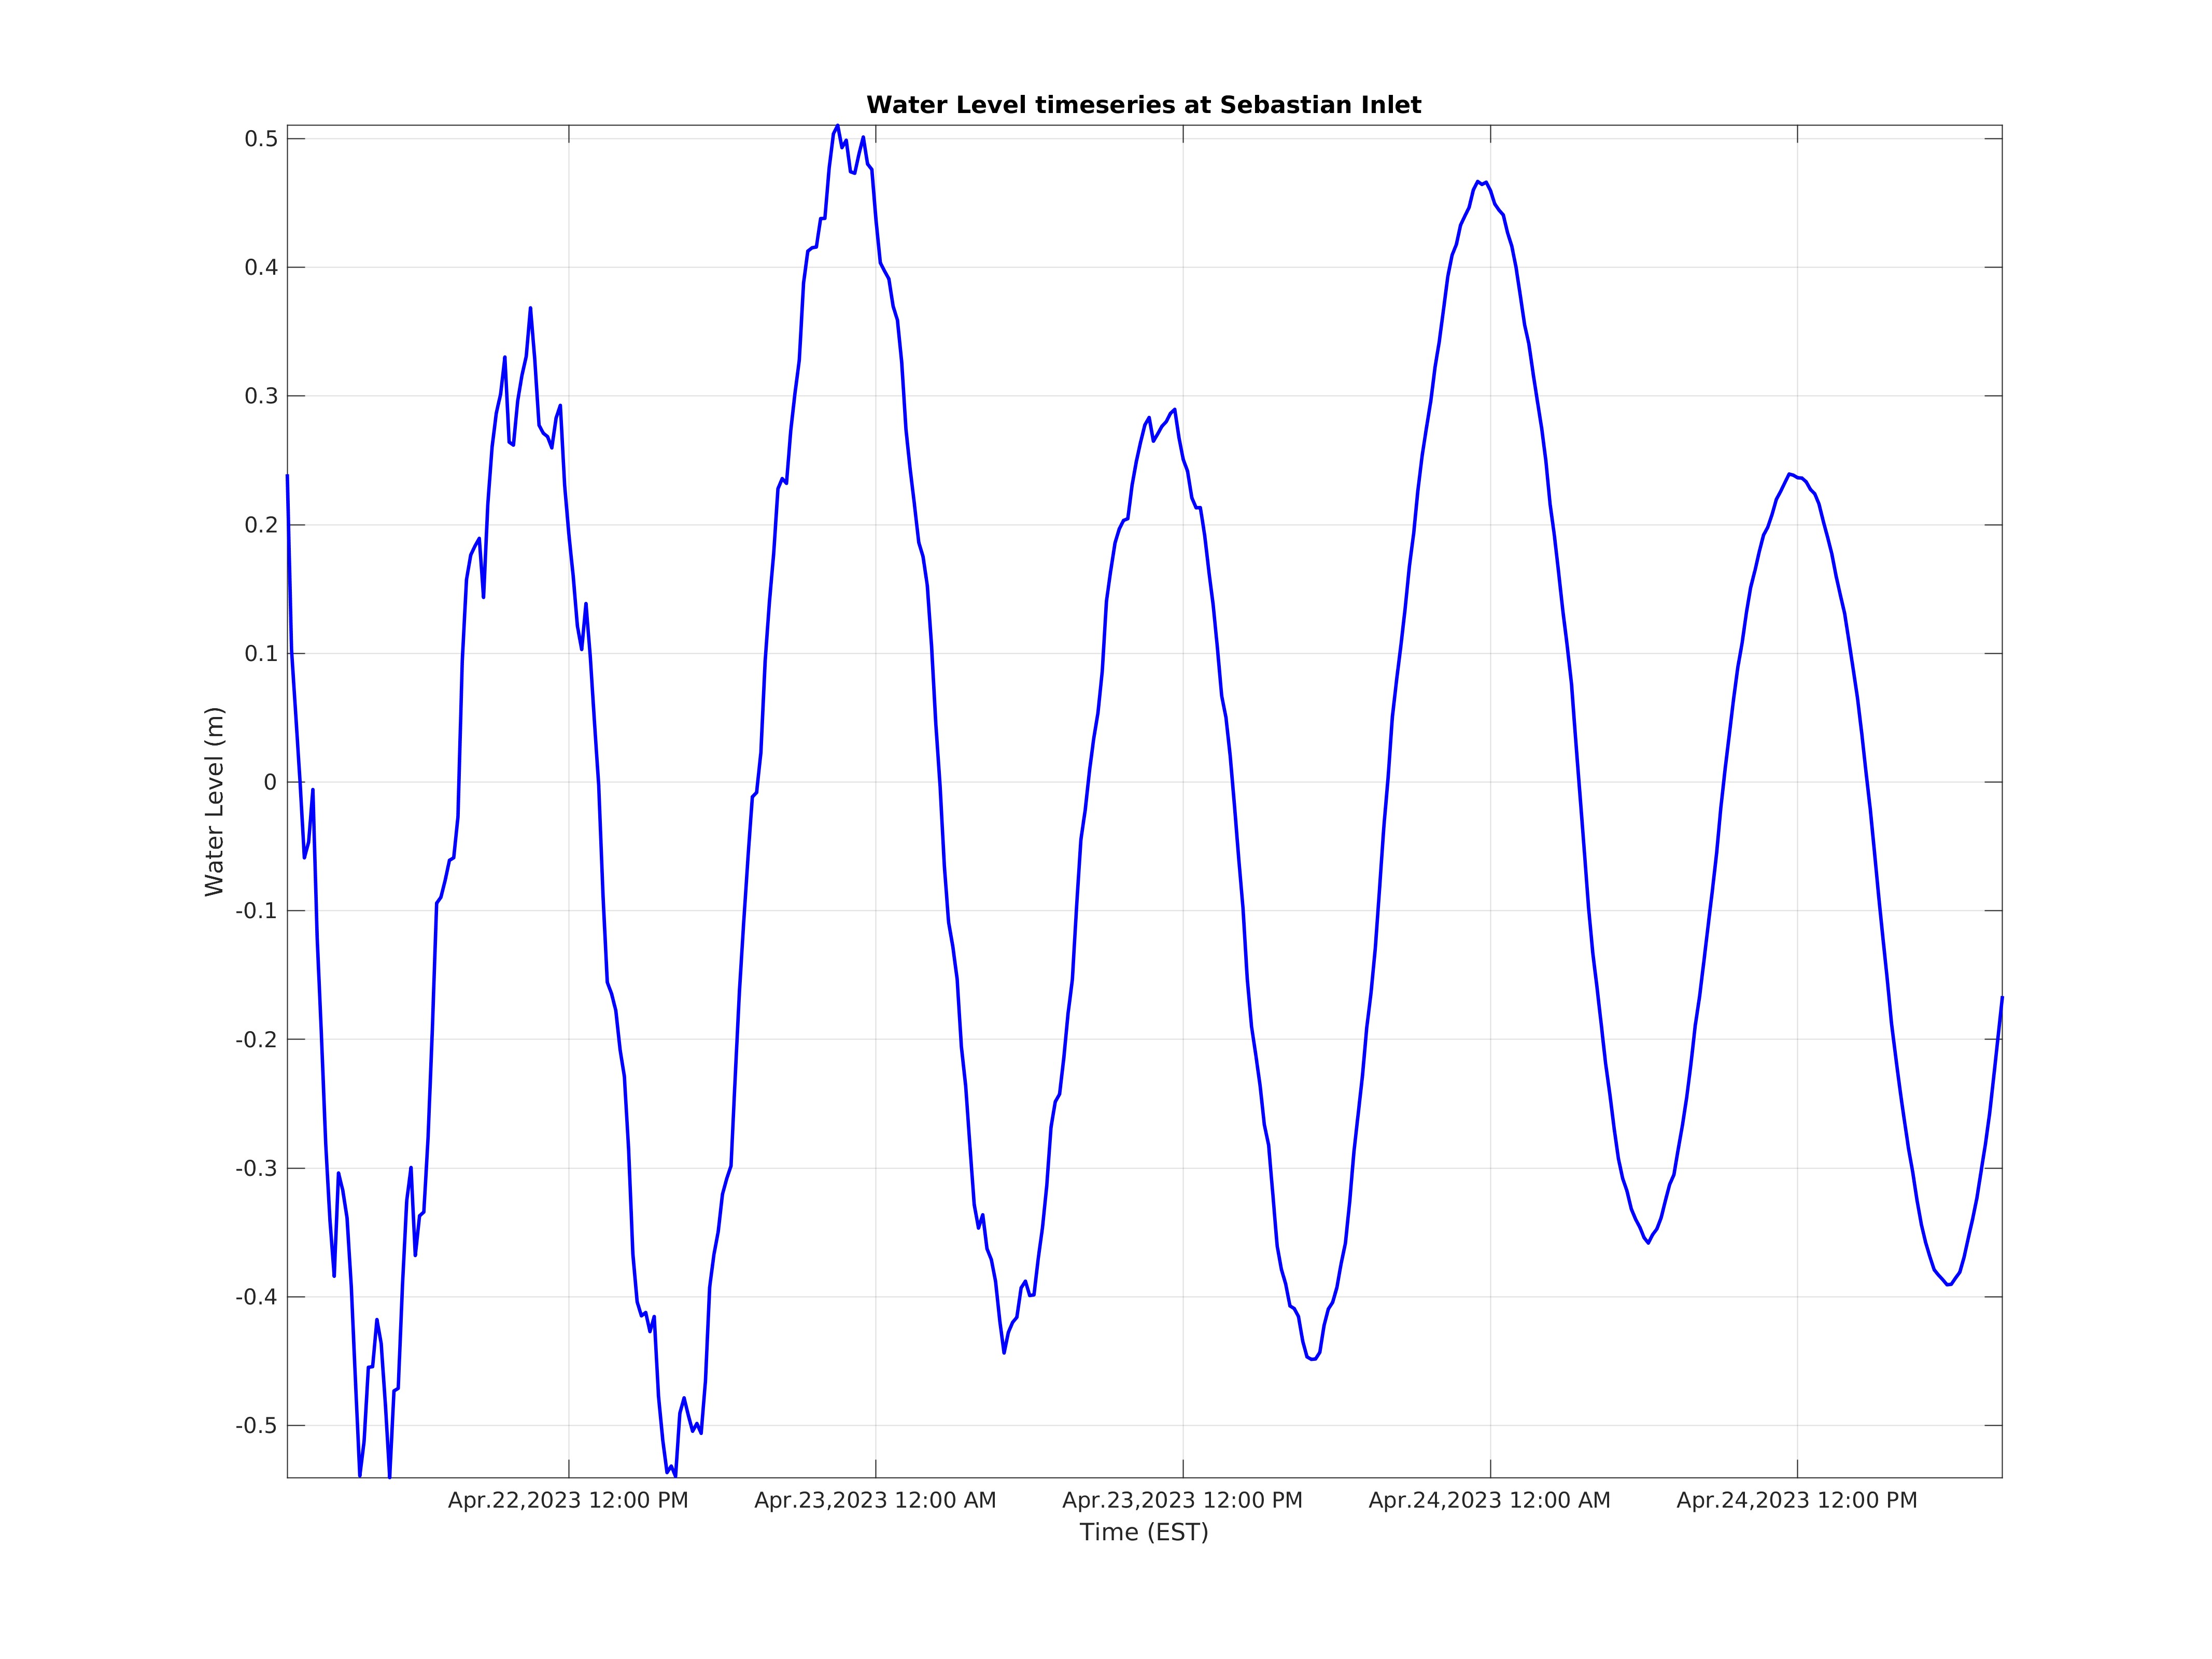 Water Level timeseries at Sebastian Inlet
0.5
0.4
0.3
0.2
0.1
0
-0.1
-0.2
-0.3
-0.4
-0.5
Water Level (m)
Apr.22,2023 12:00 PM
Apr.23,2023 12:00 AM
Apr.23,2023 12:00 PM
Apr.24,2023 12:00 AM
Apr.24,2023 12:00 PM
Time (EST)